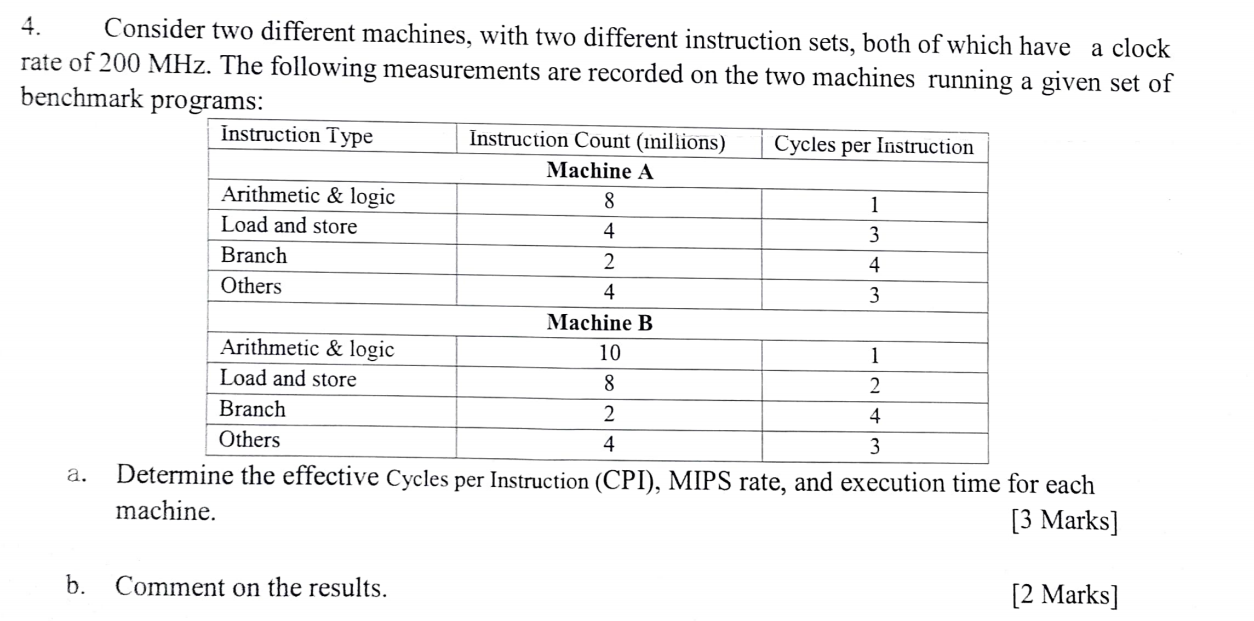 4. Consider two different machines, with two different instruction sets, both of which have a clock
rate of 200 MHz. The following measurements are recorded on the two machines running a given set of
benchmark programs:
Instruction Type Instruction Count (millions) Cycles per Instruction
Machine A
Arithmetic & logic 8 1
Load and store 4 3
Branch 2 4
Others 4 3
Machine B
Arithmetic & logic 10 1
Load and store 8 2
Branch 2 4
Others 4 3
a. Determine the effective Cycles per Instruction (CPI), MIPS rate, and execution time for each
machine. [3 Marks]
b. Comment on the results. [2 Marks]